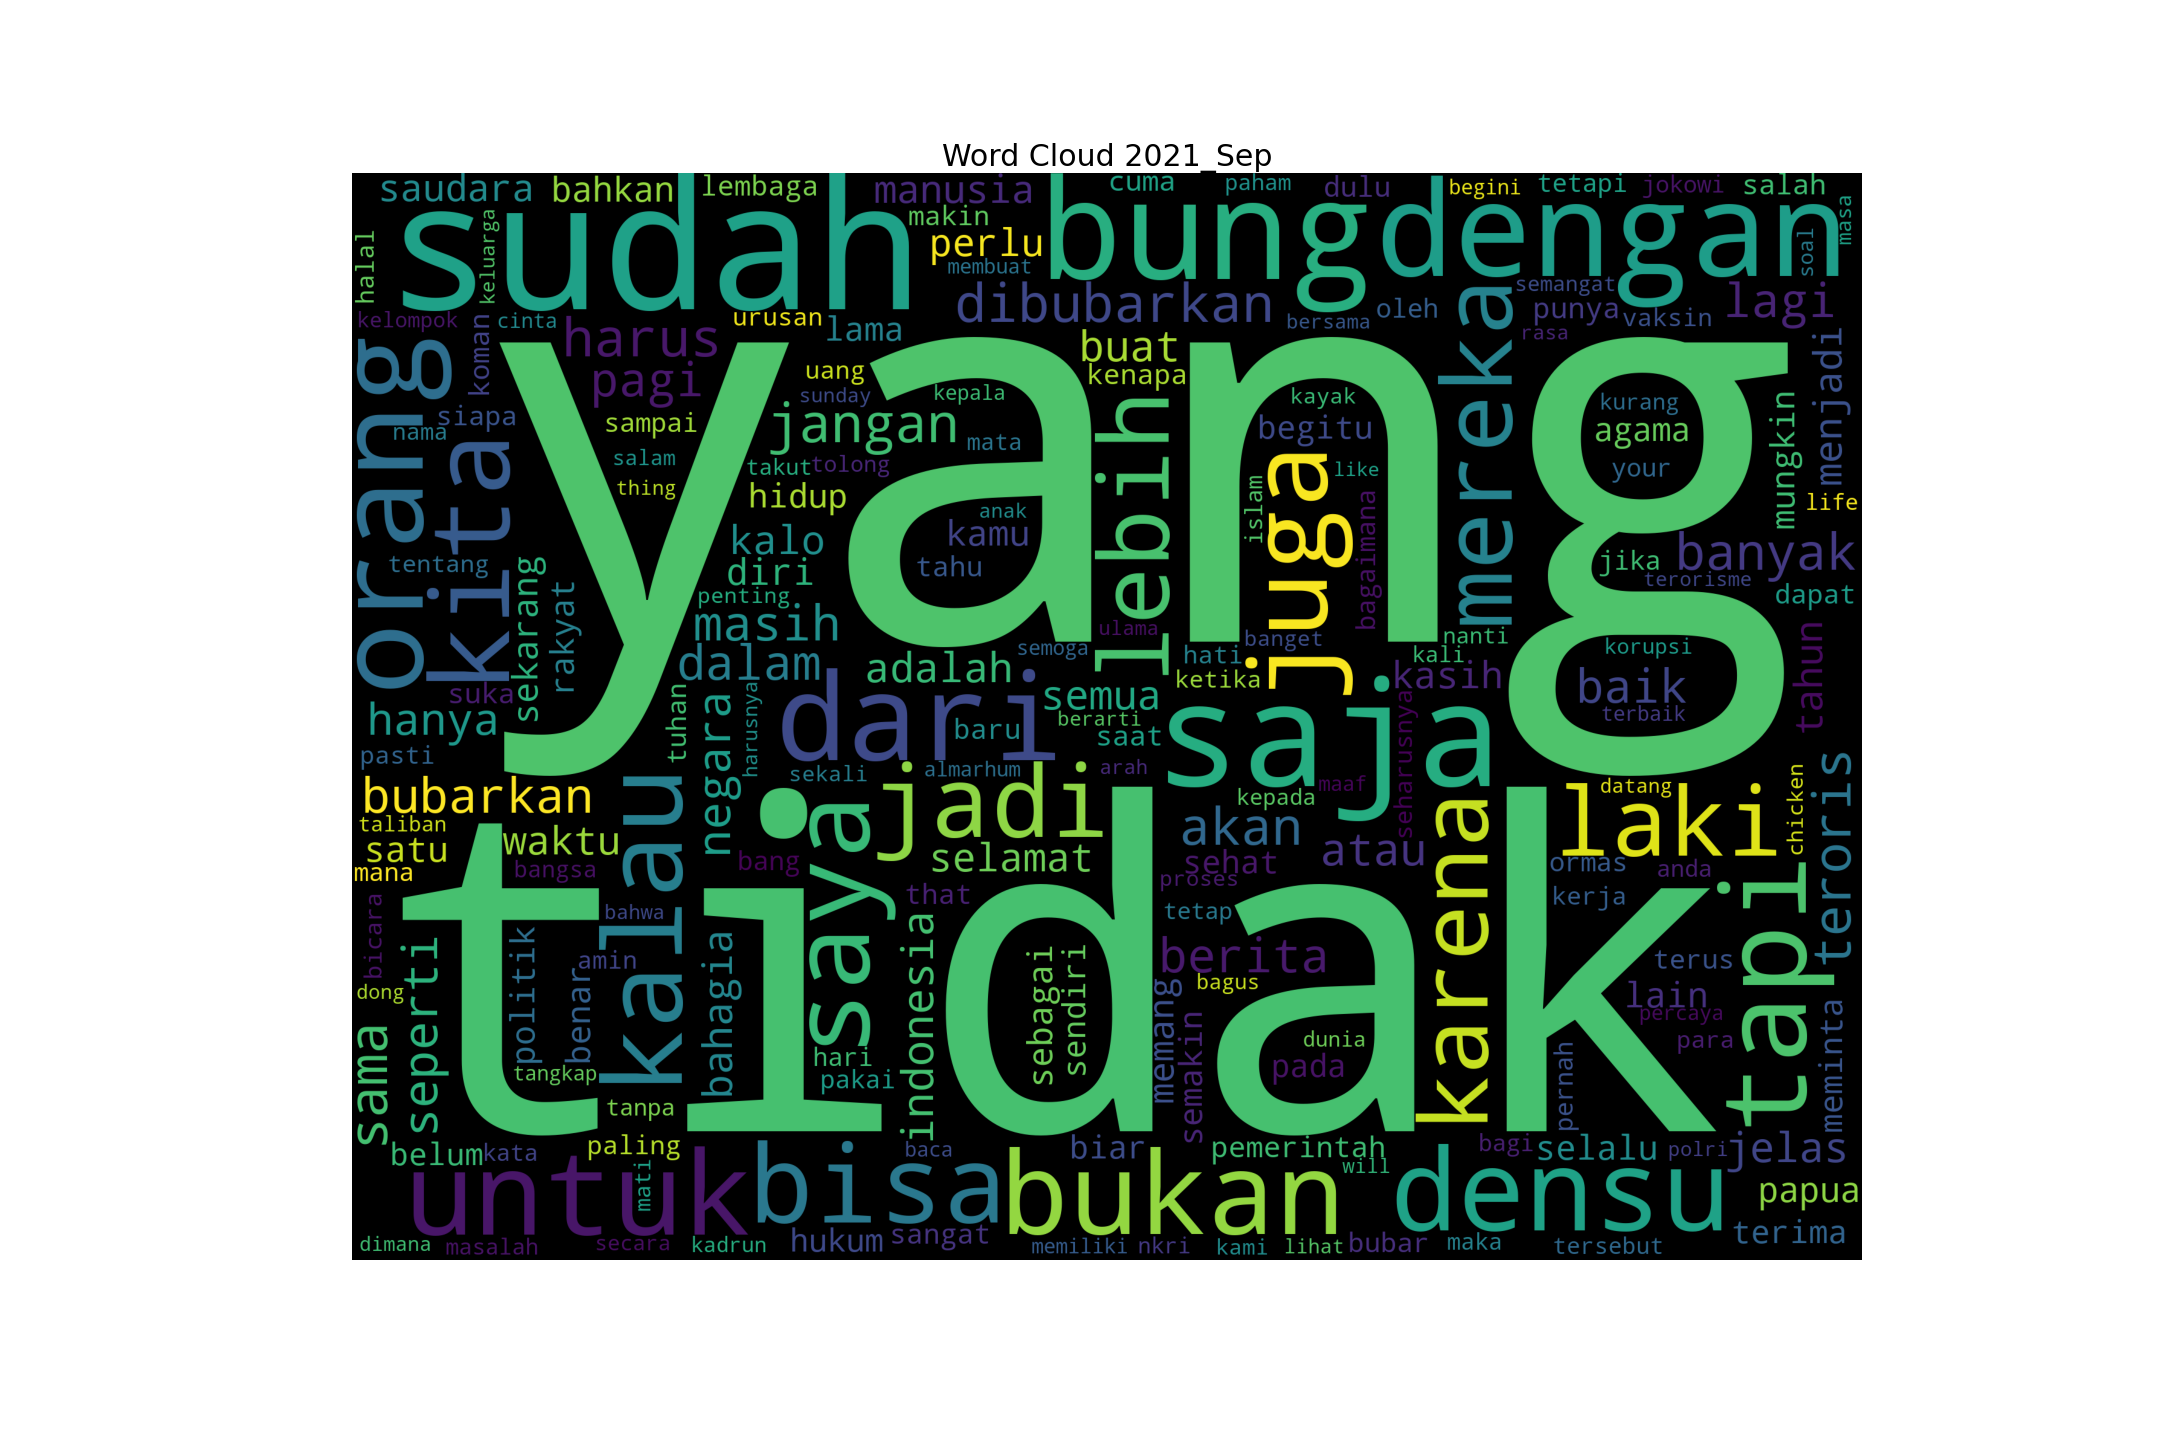 Word Cloud 2021_Sep
saudara bahkan lembaga manusia cuma paham dulu begini tetapi jokowi salah
sudah makin bung dengan masa
halal keluarga perlu membuat soal
kelompok cinta urusan lama dibubarkan bersama oleh semangat punya vaksin lagi
koman harus rasa
orang kita pagi uang buat kenapa mereka menjadi
siapa nama sampai sunday kepala kayak kurang
yang
jangan mata lebih begitu agama mungkin
salam takut tolong like your
thing hidup anak islam juga life
kalo kamu bagaimana jika banyak
tentang sekarang rakyat diri tahu terorisme
penting dapat
masih ulama banget nanti tahun
dalam adalah semoga hati kali korupsi
suka tuhan negara harusnya semua ketika kasih baik
hanya dari baru berarti saat saja seharusnya terbaik
pasti sekali almarhum arah maaf datang
bubarkan kalau saya jadi kepada karena laki chicken teroris
taliban waktu akan
satu bang selamat sehat atau ormas
mana bangsa that proses anda
tidak
bicara bahwa tetap kerja tapi
seperti politik amin bahagia indonesia sebagai sendiri berita terus
dong benar memang bagus lain
sama semakin percaya
hari dunia para meminta
tangkap pakai pada pernah
tanpa
belum kata paling baca biar pemerintah bagi selalu polri jelas
untuk mati bisa bukan will densu papua
hukum sangat terima
dimana masalah secara kadrun memiliki nkri kami lihat bubar maka tersebut